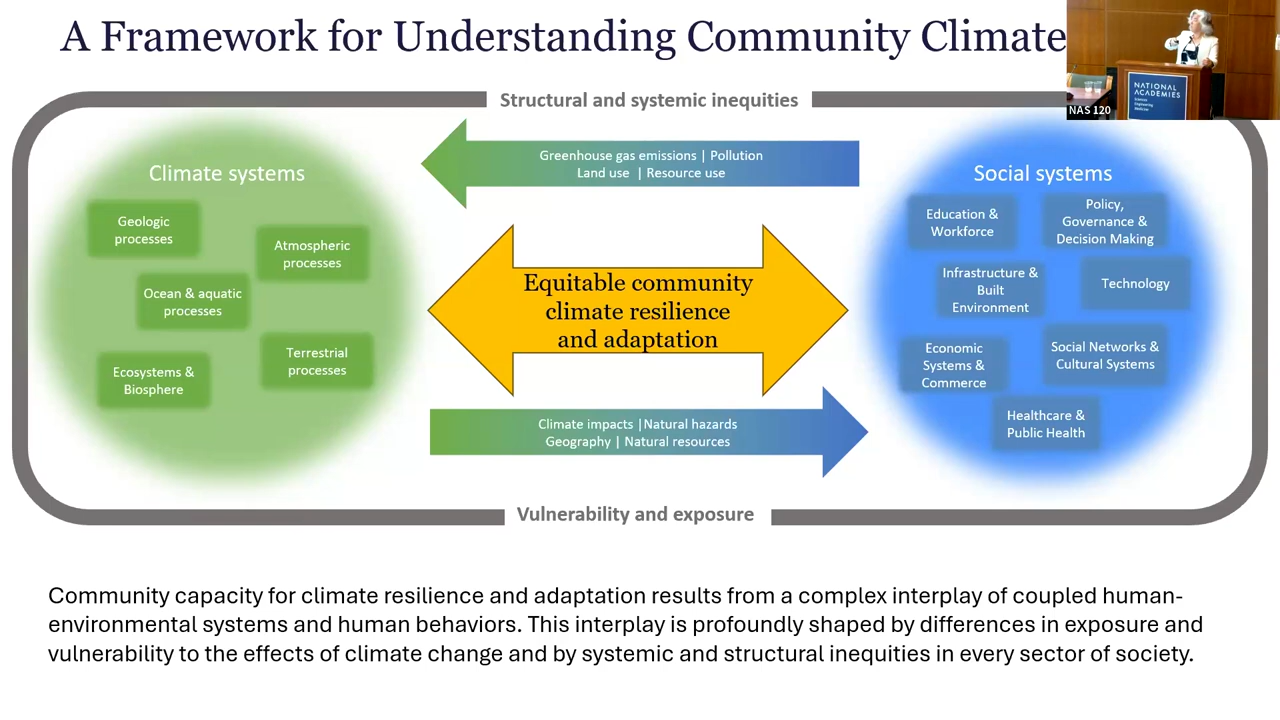 A Framework for Understanding Community Climate
NATIONAL
ACADEMIES
Sciences
Engineering
Medicine
NAS 120
Structural and systemic inequities
Greenhouse gas emissions | Pollution
Land use | Resource use
Climate systems
Geologic
processes
Atmospheric
processes
Ocean & aquatic
processes
Terrestrial
processes
Ecosystems &
Biosphere
Equitable community
climate resilience
and adaptation
Social systems
Education &
Workforce
Policy,
Governance &
Decision Making
Infrastructure &
Built
Environment
Technology
Economic
Systems &
Commerce
Social Networks &
Cultural Systems
Healthcare &
Public Health
Climate impacts |Natural hazards
Geography | Natural resources
Vulnerability and exposure
Community capacity for climate resilience and adaptation results from a complex interplay of coupled human-
environmental systems and human behaviors. This interplay is profoundly shaped by differences in exposure and
vulnerability to the effects of climate change and by systemic and structural inequities in every sector of society.